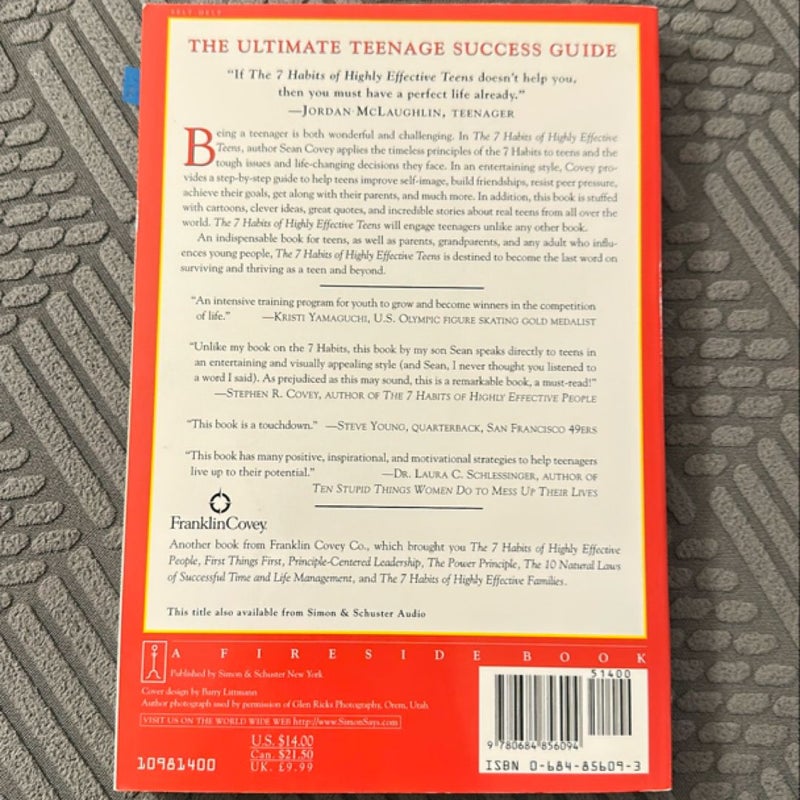 SELF-HELP
THE ULTIMATE TEENAGE SUCCESS GUIDE
“If The 7 Habits of Highly Effective Teens doesn't help you,
then you must have a perfect life already.”
—JORDAN MCLAUGHLIN, TEENAGER
Being a teenager is both wonderful and challenging. In The 7 Habits of Highly Effective
Teens, author Sean Covey applies the timeless principles of the 7 Habits to teens and the
tough issues and life-changing decisions they face. In an entertaining style, Covey pro-
vides a step-by-step guide to help teens improve self-image, build friendships, resist peer pressure,
achieve their goals, get along with their parents, and much more. In addition, this book is stuffed
with cartoons, clever ideas, great quotes, and incredible stories about real teens from all over the
world. The 7 Habits of Highly Effective Teens will engage teenagers unlike any other book.
An indispensable book for teens, as well as parents, grandparents, and any adult who influ-
ences young people, The 7 Habits of Highly Effective Teens is destined to become the last word on
surviving and thriving as a teen and beyond.
“An intensive training program for youth to grow and become winners in the competition
of life.” —KRISTI YAMAGUCHI, U.S. OLYMPIC FIGURE SKATING GOLD MEDALIST
“Unlike my book on the 7 Habits, this book by my son Sean speaks directly to teens in
an entertaining and visually appealing style (and Sean, I never thought you listened to
a word I said). As prejudiced as this may sound, this is a remarkable book, a must-read!”
—STEPHEN R. COVEY, AUTHOR OF THE 7 HABITS OF HIGHLY EFFECTIVE PEOPLE
“This book is a touchdown.” —STEVE YOUNG, QUARTERBACK, SAN FRANCISCO 49ERS
“This book has many positive, inspirational, and motivational strategies to help teenagers
live up to their potential.” —DR. LAURA C. SCHLESSINGER, AUTHOR OF
TEN STUPID THINGS WOMEN DO TO MESS UP THEIR LIVES
FranklinCovey
Another book from Franklin Covey Co., which brought you The 7 Habits of Highly Effective
People, First Things First, Principle-Centered Leadership, The Power Principle, The 10 Natural Laws
of Successful Time and Life Management, and The 7 Habits of Highly Effective Families.
This title also available from Simon & Schuster Audio
A FIRESIDE BOOK
Published by Simon & Schuster New York
Cover design by Barry Littmann
Author photograph used by permission of Glen Ricks Photography, Orem, Utah
VISIT US ON THE WORLD WIDE WEB http://www.SimonSays.com
U.S. $14.00
Can. $21.50
U.K. £9.99
10981400
51400
9 780684 856094
ISBN 0-684-85609-3